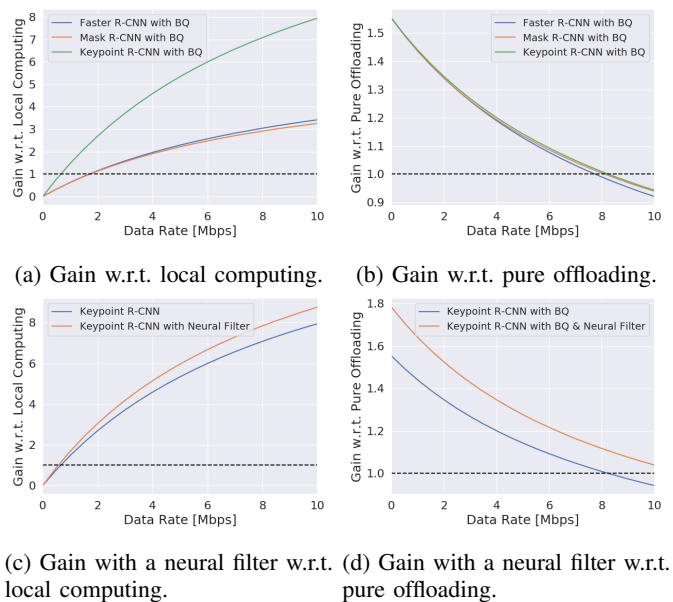 Gain w.r.t. Local Computing
8
7
6
5
4
3
2
1
0
Faster R-CNN with BQ
Mask R-CNN with BQ
Keypoint R-CNN with BQ
0 2 4 6 8 10
Data Rate [Mbps]
(a) Gain w.r.t. local computing.
Gain w.r.t. Pure Offloading
1.5
1.4
1.3
1.2
1.1
1.0
0.9
Faster R-CNN with BQ
Mask R-CNN with BQ
Keypoint R-CNN with BQ
0 2 4 6 8 10
Data Rate [Mbps]
(b) Gain w.r.t. pure offloading.
Gain w.r.t. Local Computing
8
6
4
2
0
Keypoint R-CNN
Keypoint R-CNN with Neural Filter
0 2 4 6 8 10
Data Rate [Mbps]
(c) Gain with a neural filter w.r.t.
local computing.
Gain w.r.t. Pure Offloading
1.8
1.6
1.4
1.2
1.0
Keypoint R-CNN with BQ
Keypoint R-CNN with BQ & Neural Filter
0 2 4 6 8 10
Data Rate [Mbps]
(d) Gain with a neural filter w.r.t.
pure offloading.